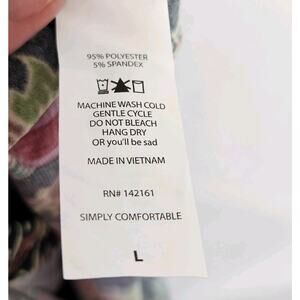 95% POLYESTER
5% SPANDEX
MACHINE WASH COLD
GENTLE CYCLE
DO NOT BLEACH
HANG DRY
OR you'll be sad
MADE IN VIETNAM
RN# 142161
SIMPLY COMFORTABLE
L